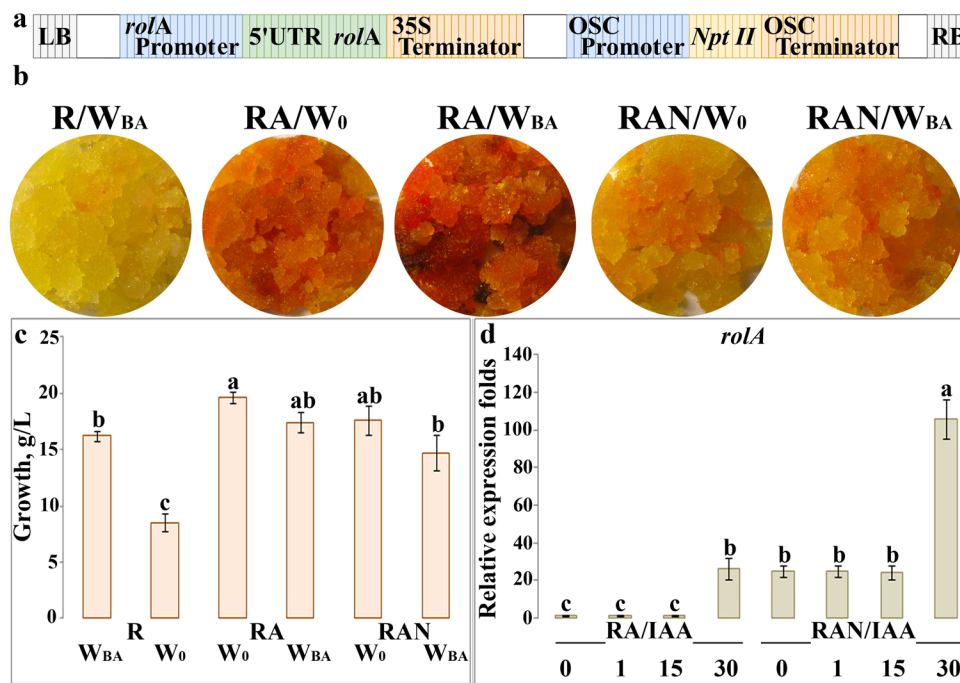 a
LB rolA Promoter 5'UTR rolA 35S Terminator OSC Promoter Npt II OSC Terminator RB
b
R/WBA RA/W0 RA/WBA RAN/W0 RAN/WBA
c
Growth, g/L
25
20
15
10
5
0
b c a ab ab b
R RA RAN
WBA W0 W0 WBA W0 WBA
d
rolA
Relative expression folds
140
120
100
80
60
40
20
0
c c c b b b b a
RA/IAA RAN/IAA
0 1 15 30 0 1 15 30